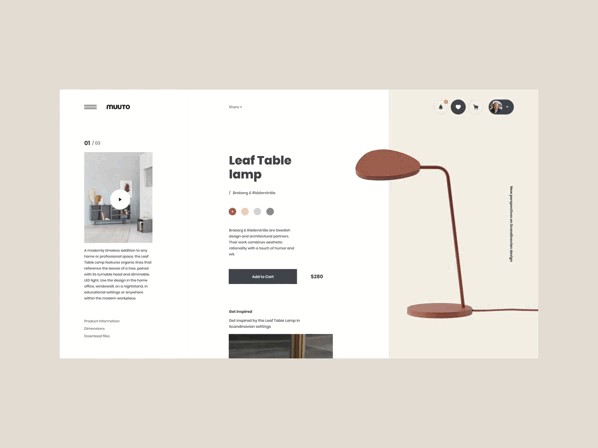 muuto
Share +
01 / 03
A modernly timeless addition to any
home or professional space, the Leaf
Table Lamp features organic lines that
reference the leaves of a tree, paired
with its turnable head and dimmable
LED light. Use the design in the home
office, windowsill, on a nightstand, in
educational settings or anywhere
within the modern workplace.
Product information
Dimensions
Download files
Leaf Table
lamp
| Broberg & Ridderstråle
Broberg & Ridderstråle are Swedish
design and architecture partners.
Their work combines aesthetic
rationality with a touch of humor and
wit.
Add to Cart
$280
Get inspired
Get inspired by the Leaf Table Lamp in
Scandinavian settings
New perspectives on Scandinavian design